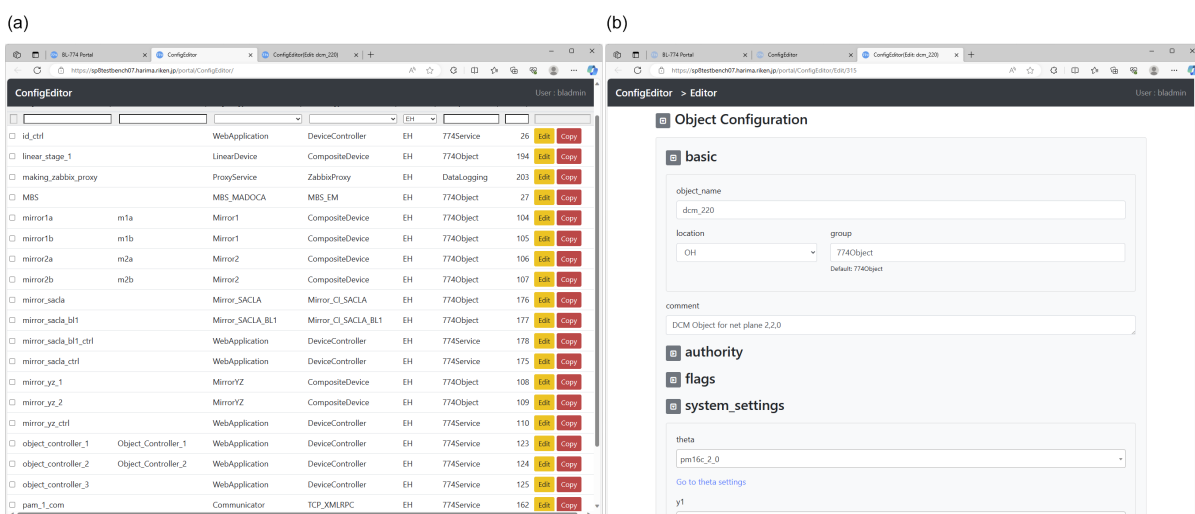 (a)
BL-774 Portal ConfigEditor ConfigEditor(Edit: dcm_220)
https://sp8testbench07.harima.riken.jp/portal/ConfigEditor/
ConfigEditor User : bladmin
EH
id_ctrl WebApplication DeviceController EH 774Service 26 Edit Copy
linear_stage_1 LinearDevice CompositeDevice EH 774Object 194 Edit Copy
making_zabbix_proxy ProxyService ZabbixProxy EH DataLogging 203 Edit Copy
MBS MBS_MADOCA MBS_EM EH 774Object 27 Edit Copy
mirror1a m1a Mirror1 CompositeDevice EH 774Object 104 Edit Copy
mirror1b m1b Mirror1 CompositeDevice EH 774Object 105 Edit Copy
mirror2a m2a Mirror2 CompositeDevice EH 774Object 106 Edit Copy
mirror2b m2b Mirror2 CompositeDevice EH 774Object 107 Edit Copy
mirror_sacla Mirror_SACLA Mirror_CI_SACLA EH 774Object 176 Edit Copy
mirror_sacla_bl1 Mirror_SACLA_BL1 Mirror_CI_SACLA_BL1 EH 774Object 177 Edit Copy
mirror_sacla_bl1_ctrl WebApplication DeviceController EH 774Service 178 Edit Copy
mirror_sacla_ctrl WebApplication DeviceController EH 774Service 175 Edit Copy
mirror_yz_1 MirrorYZ CompositeDevice EH 774Object 108 Edit Copy
mirror_yz_2 MirrorYZ CompositeDevice EH 774Object 109 Edit Copy
mirror_yz_ctrl WebApplication DeviceController EH 774Service 110 Edit Copy
object_controller_1 Object_Controller_1 WebApplication DeviceController EH 774Service 123 Edit Copy
object_controller_2 Object_Controller_2 WebApplication DeviceController EH 774Service 124 Edit Copy
object_controller_3 WebApplication DeviceController EH 774Service 125 Edit Copy
pam_1_com Communicator TCP_XMLRPC EH 774Service 162 Edit Copy
(b)
BL-774 Portal ConfigEditor ConfigEditor(Edit: dcm_220)
https://sp8testbench07.harima.riken.jp/portal/ConfigEditor/Edit/315
ConfigEditor > Editor User : bladmin
Object Configuration
basic
object_name
dcm_220
location group
OH 774Object
Default: 774Object
comment
DCM Object for net plane 2,2,0
authority
flags
system_settings
theta
pm16c_2_0
Go to theta settings
y1